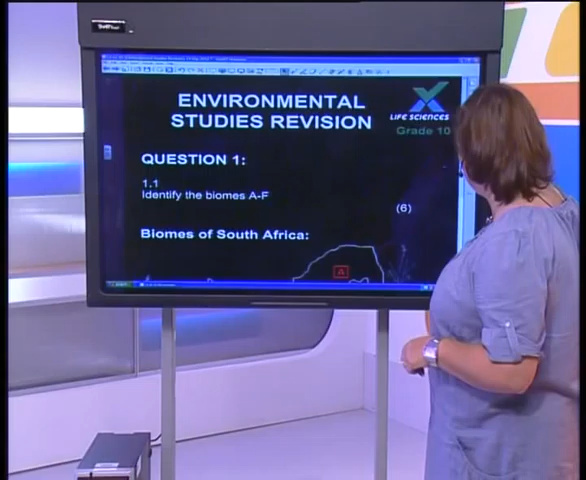 ENVIRONMENTAL
STUDIES REVISION
LIFE SCIENCES
Grade 10
QUESTION 1:
1.1
Identify the biomes A-F
(6)
Biomes of South Africa: